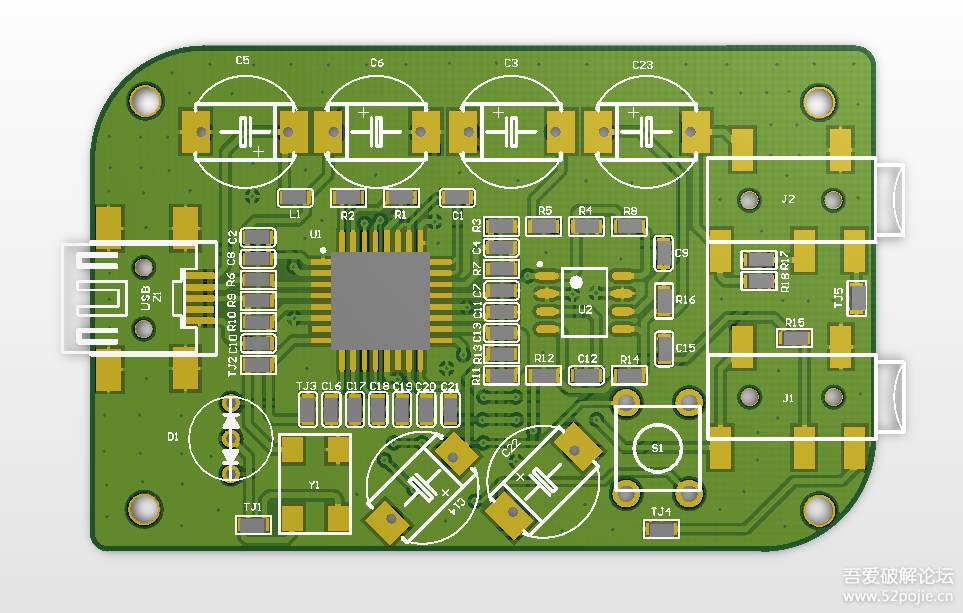 C5
C6
C3
C23
L1
R2
R1
C1
U1
C2
C8
R6
R9
R10
C10
TJ2
R3
C4
R7
C7
C11
C13
R13
R11
R5
R4
R8
C9
R16
C15
U2
R12
C12
R14
J2
R17
R18
TJ5
R15
J1
USB
Z1
TJ3
C16
C17
C18
C19
C20
C21
D1
Y1
TJ1
C14
C22
S1
TJ4
吾爱破解论坛
www.52pojie.cn